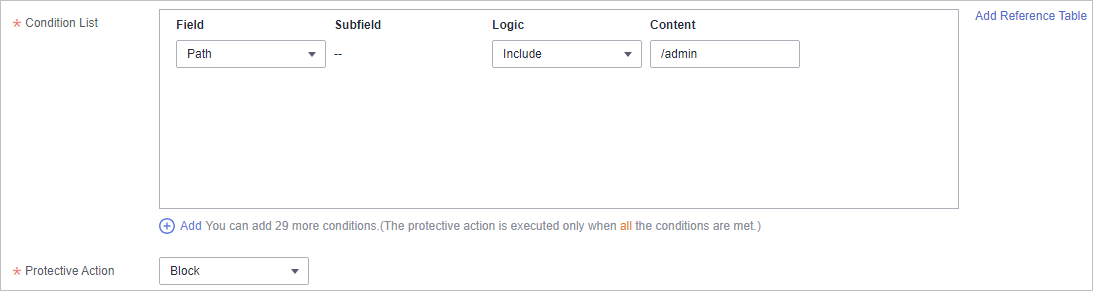 * Condition List
Field Subfield Logic Content
Add Reference Table
Path -- Include /admin
Add You can add 29 more conditions.(The protective action is executed only when all the conditions are met.)
* Protective Action Block